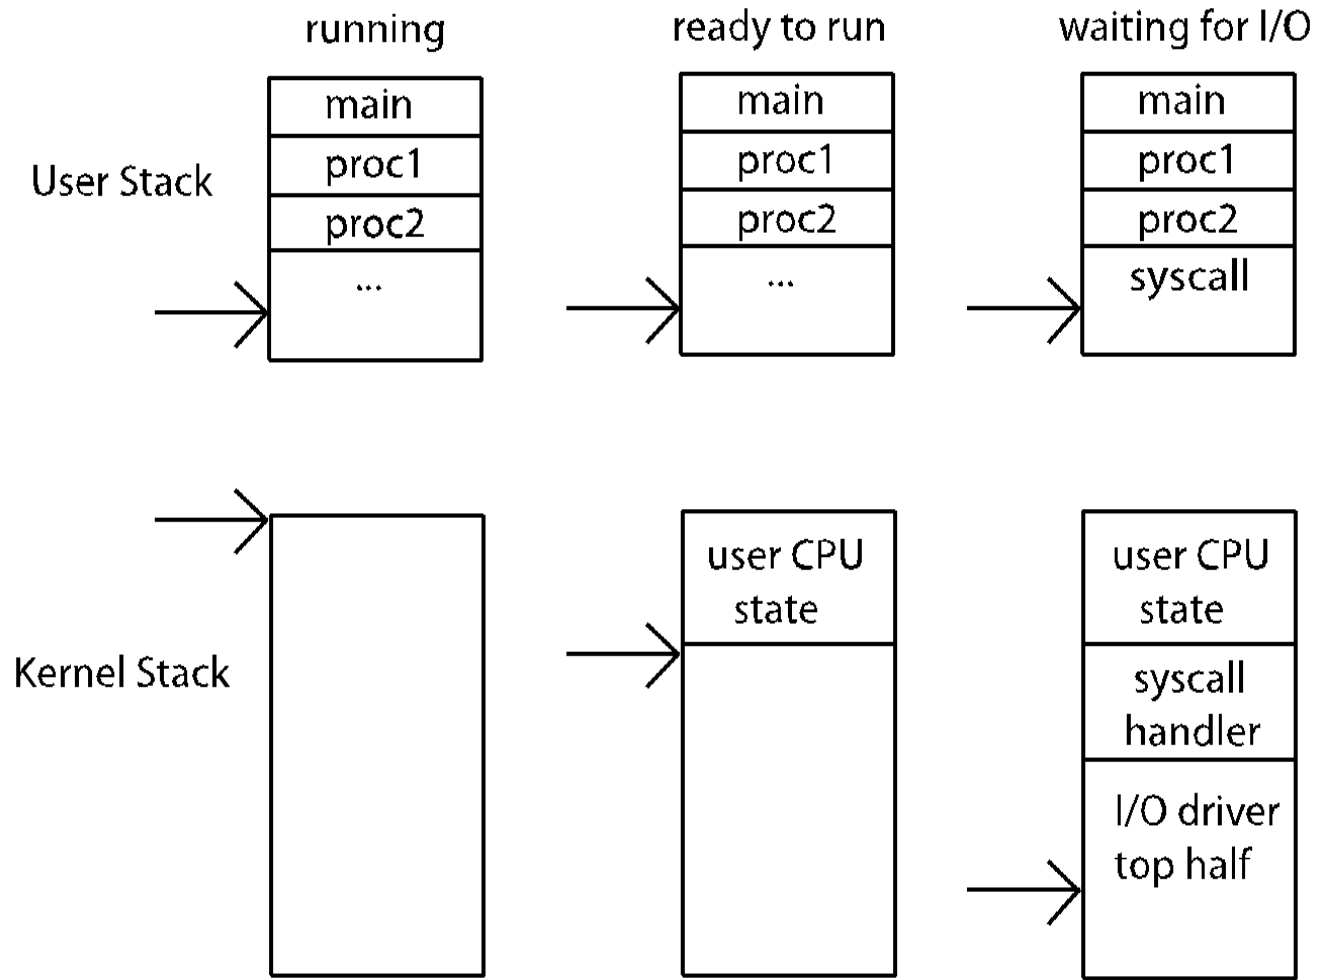 running
ready to run
waiting for I/O
User Stack
main
proc1
proc2
...
main
proc1
proc2
...
main
proc1
proc2
syscall
Kernel Stack
user CPU
state
user CPU
state
syscall
handler
I/O driver
top half